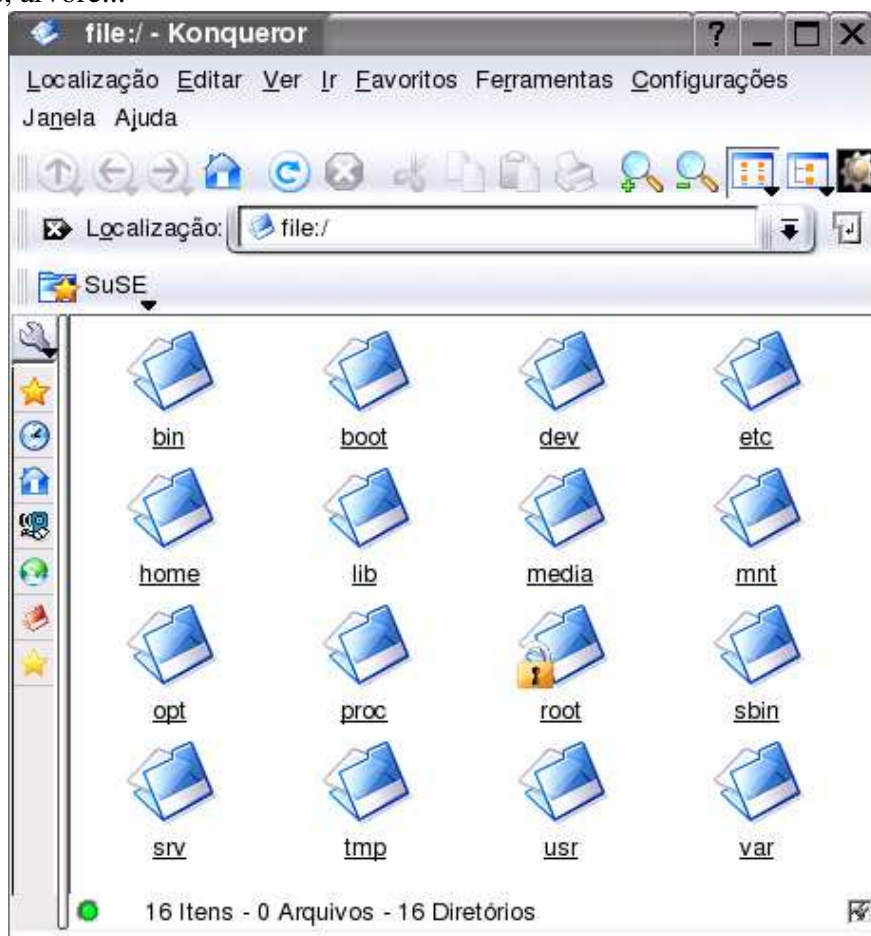 árvore...
file:/ - Konqueror
Localização Editar Ver Ir Favoritos Ferramentas Configurações
Janela Ajuda
Localização: file:/
SuSE
bin boot dev etc
home lib media mnt
opt proc root sbin
srv tmp usr var
16 Itens - 0 Arquivos - 16 Diretórios